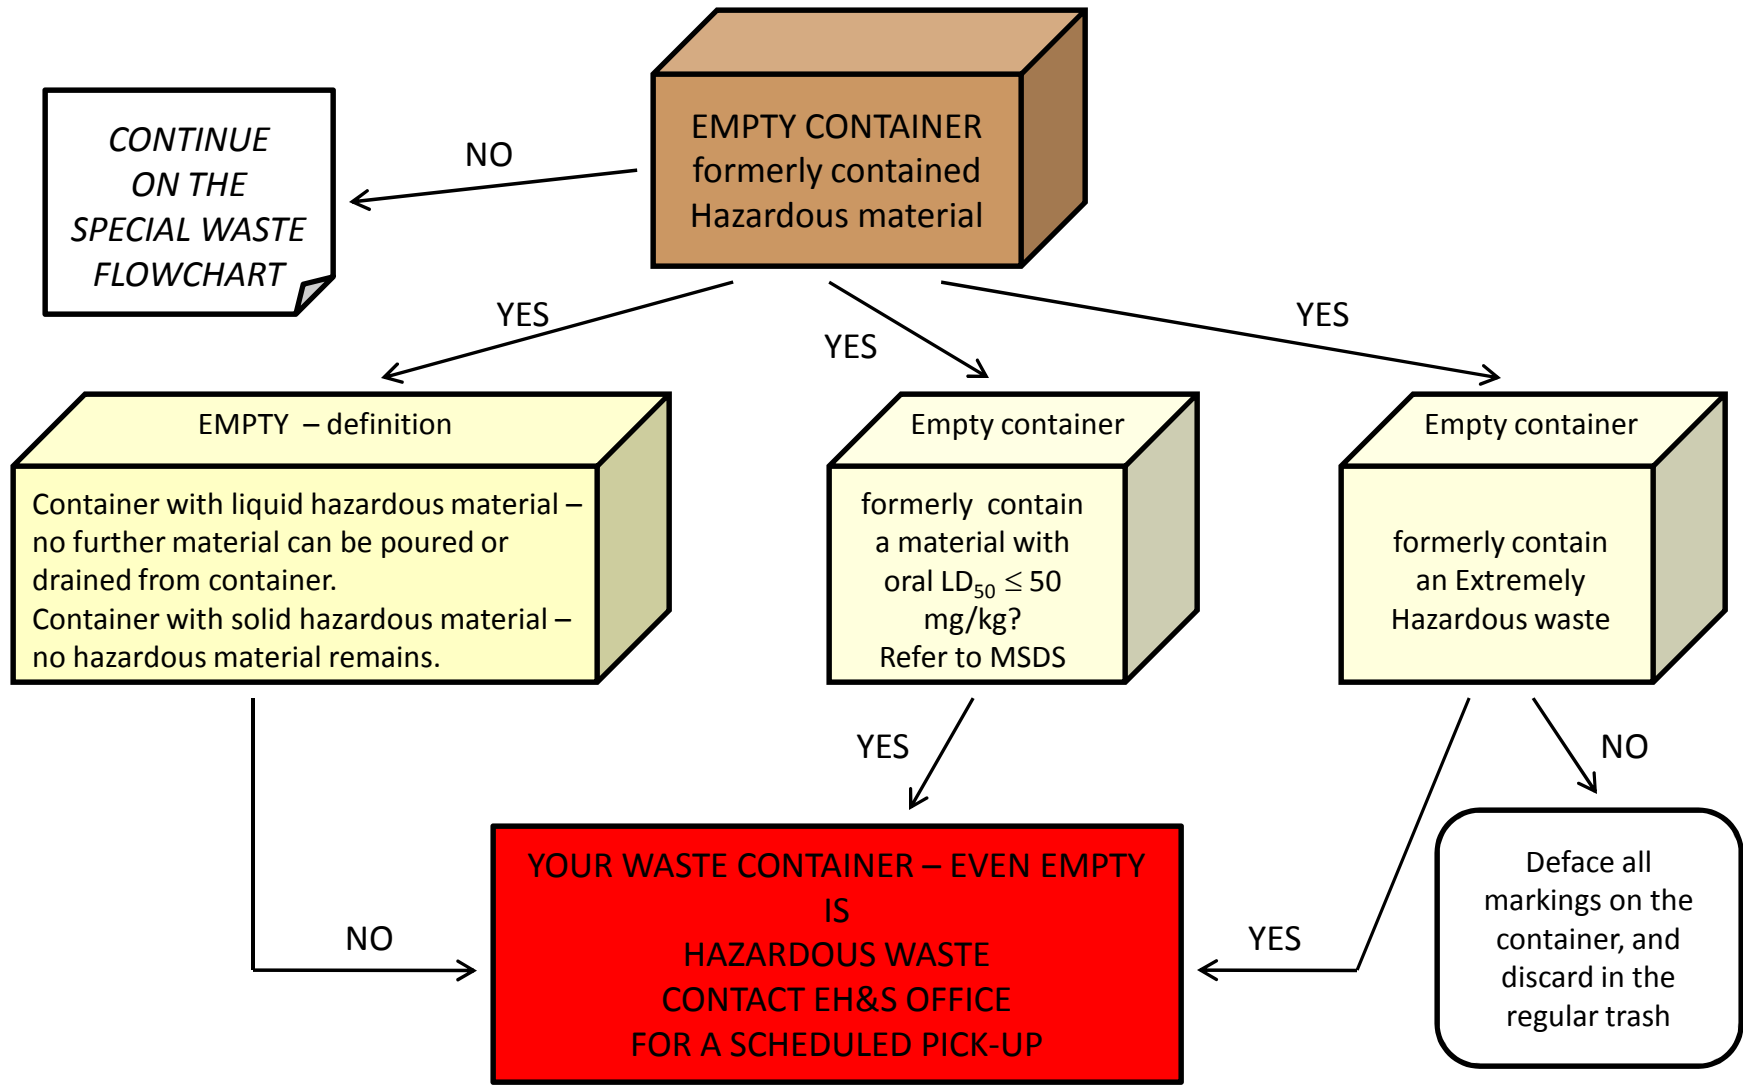 EMPTY CONTAINER
formerly contained
Hazardous material
NO
CONTINUE
ON THE
SPECIAL WASTE
FLOWCHART
YES
YES
YES
EMPTY – definition
Container with liquid hazardous material –
no further material can be poured or
drained from container.
Container with solid hazardous material –
no hazardous material remains.
Empty container
formerly contain
a material with
oral LD50 ≤ 50
mg/kg?
Refer to MSDS
Empty container
formerly contain
an Extremely
Hazardous waste
NO
YES
YES
NO
YOUR WASTE CONTAINER – EVEN EMPTY
IS
HAZARDOUS WASTE
CONTACT EH&S OFFICE
FOR A SCHEDULED PICK-UP
Deface all
markings on the
container, and
discard in the
regular trash